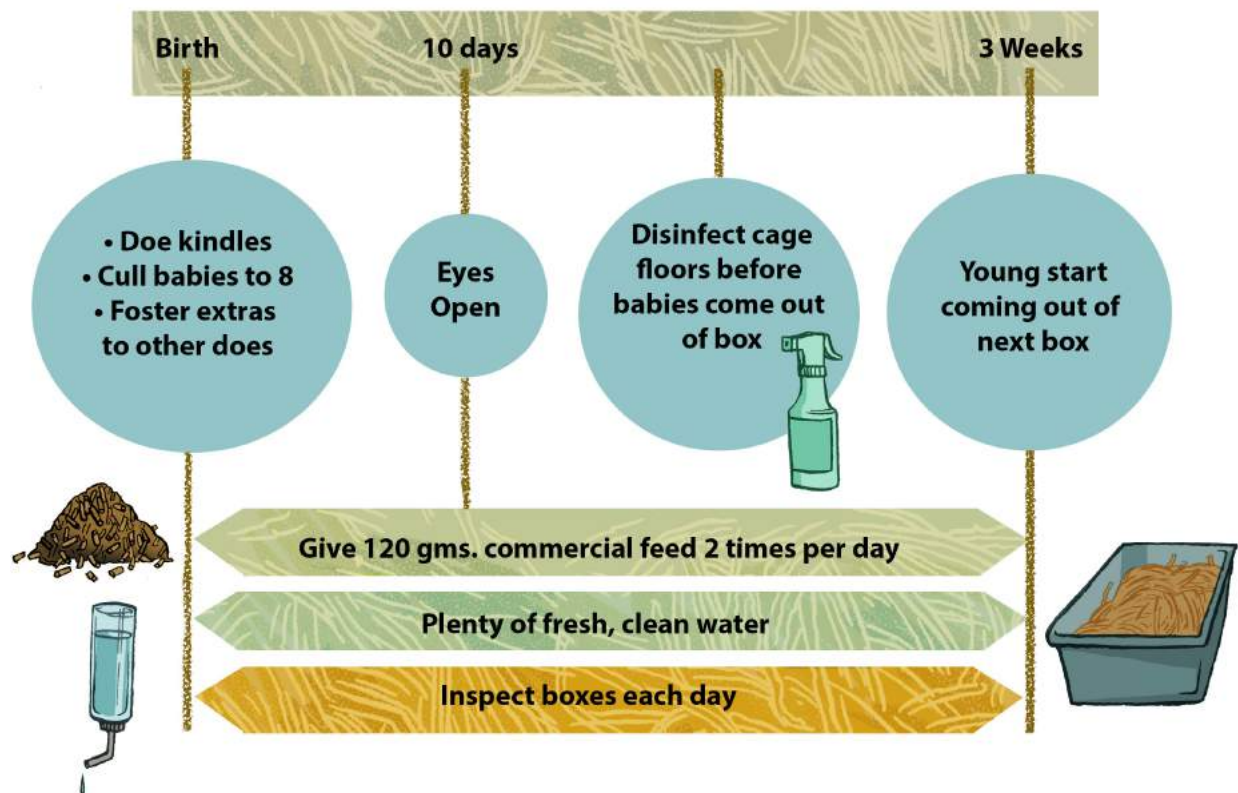 Birth
10 days
3 Weeks
• Doe kindles
• Cull babies to 8
• Foster extras
to other does
Eyes
Open
Disinfect cage
floors before
babies come out
of box
Young start
coming out of
next box
Give 120 gms. commercial feed 2 times per day
Plenty of fresh, clean water
Inspect boxes each day